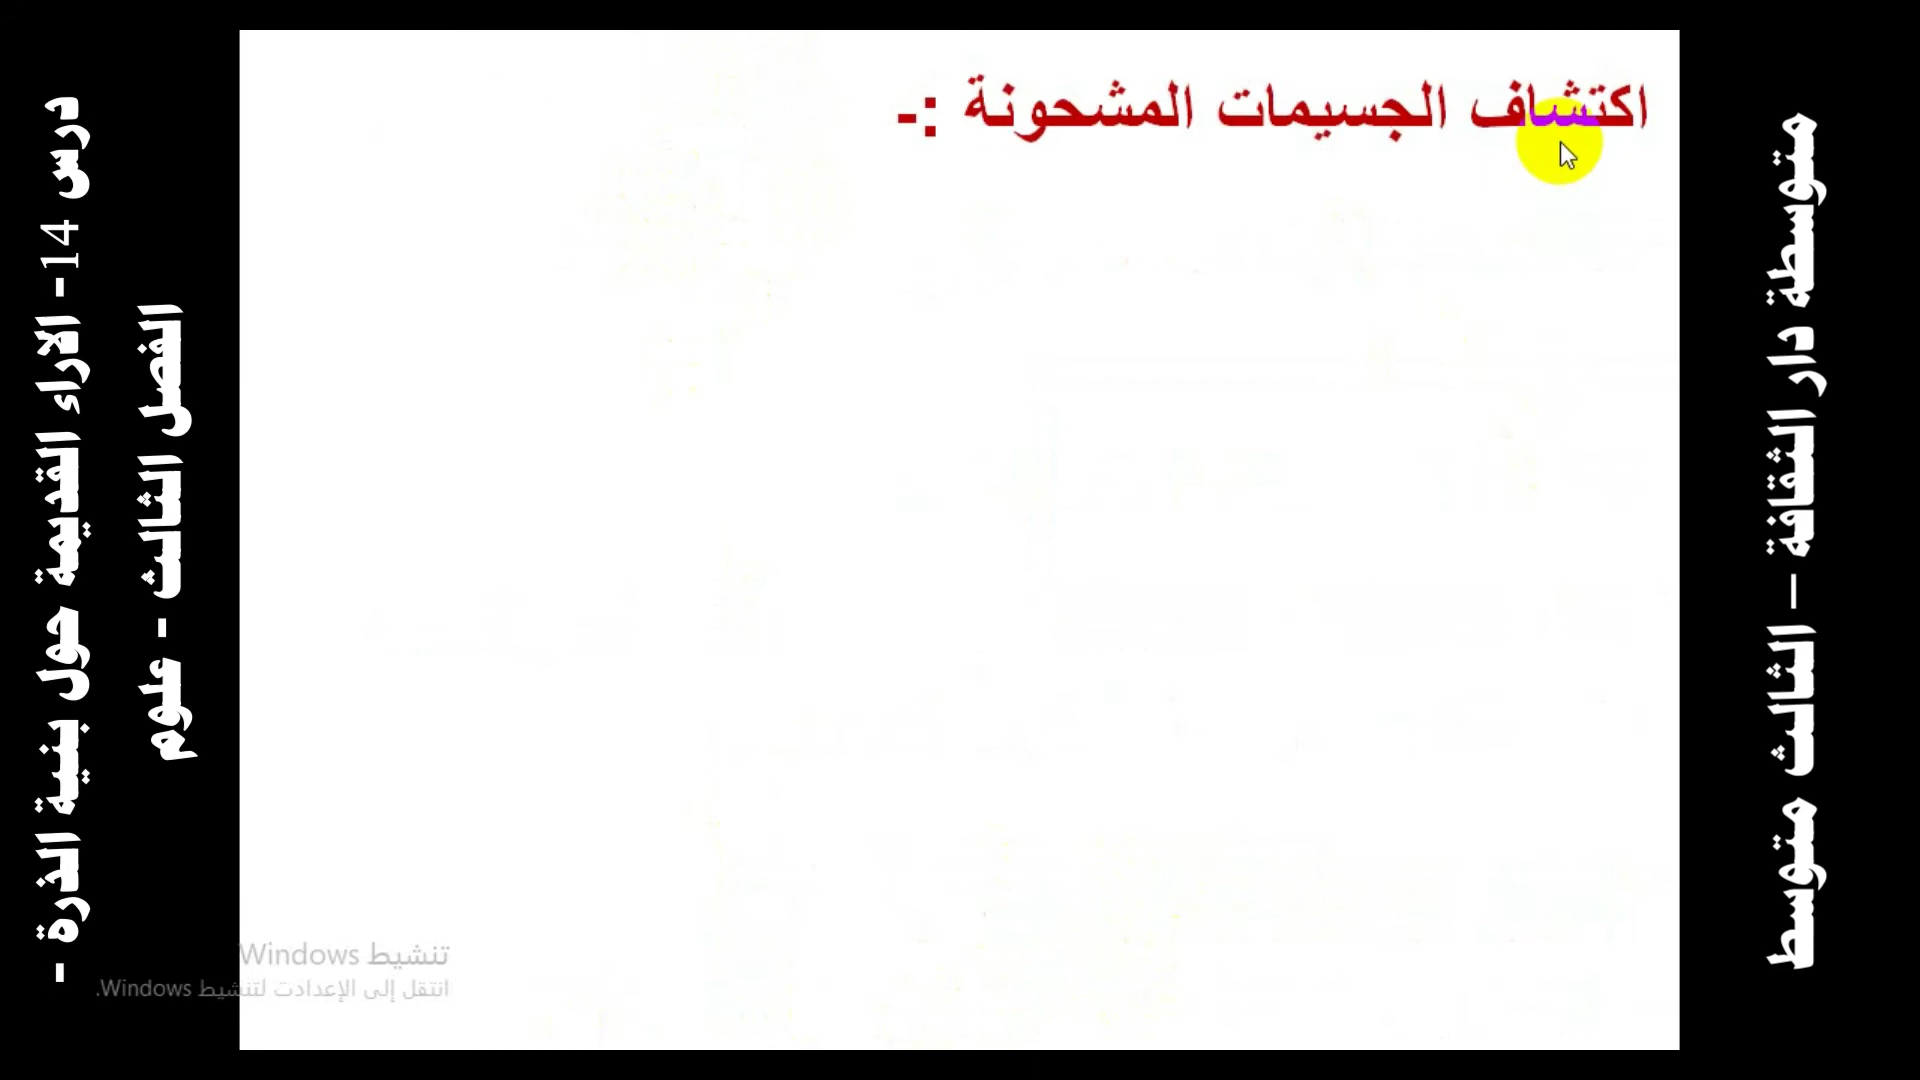 اكتشاف الجسيمات المشحونة :-
متوسطة دار الثقافة – الثالث متوسط
درس 14- الآراء القديمة حول بنية الذرة -
الفصل الثالث - علوم
تنشيط Windows
انتقل إلى الإعدادت لتنشيط Windows.